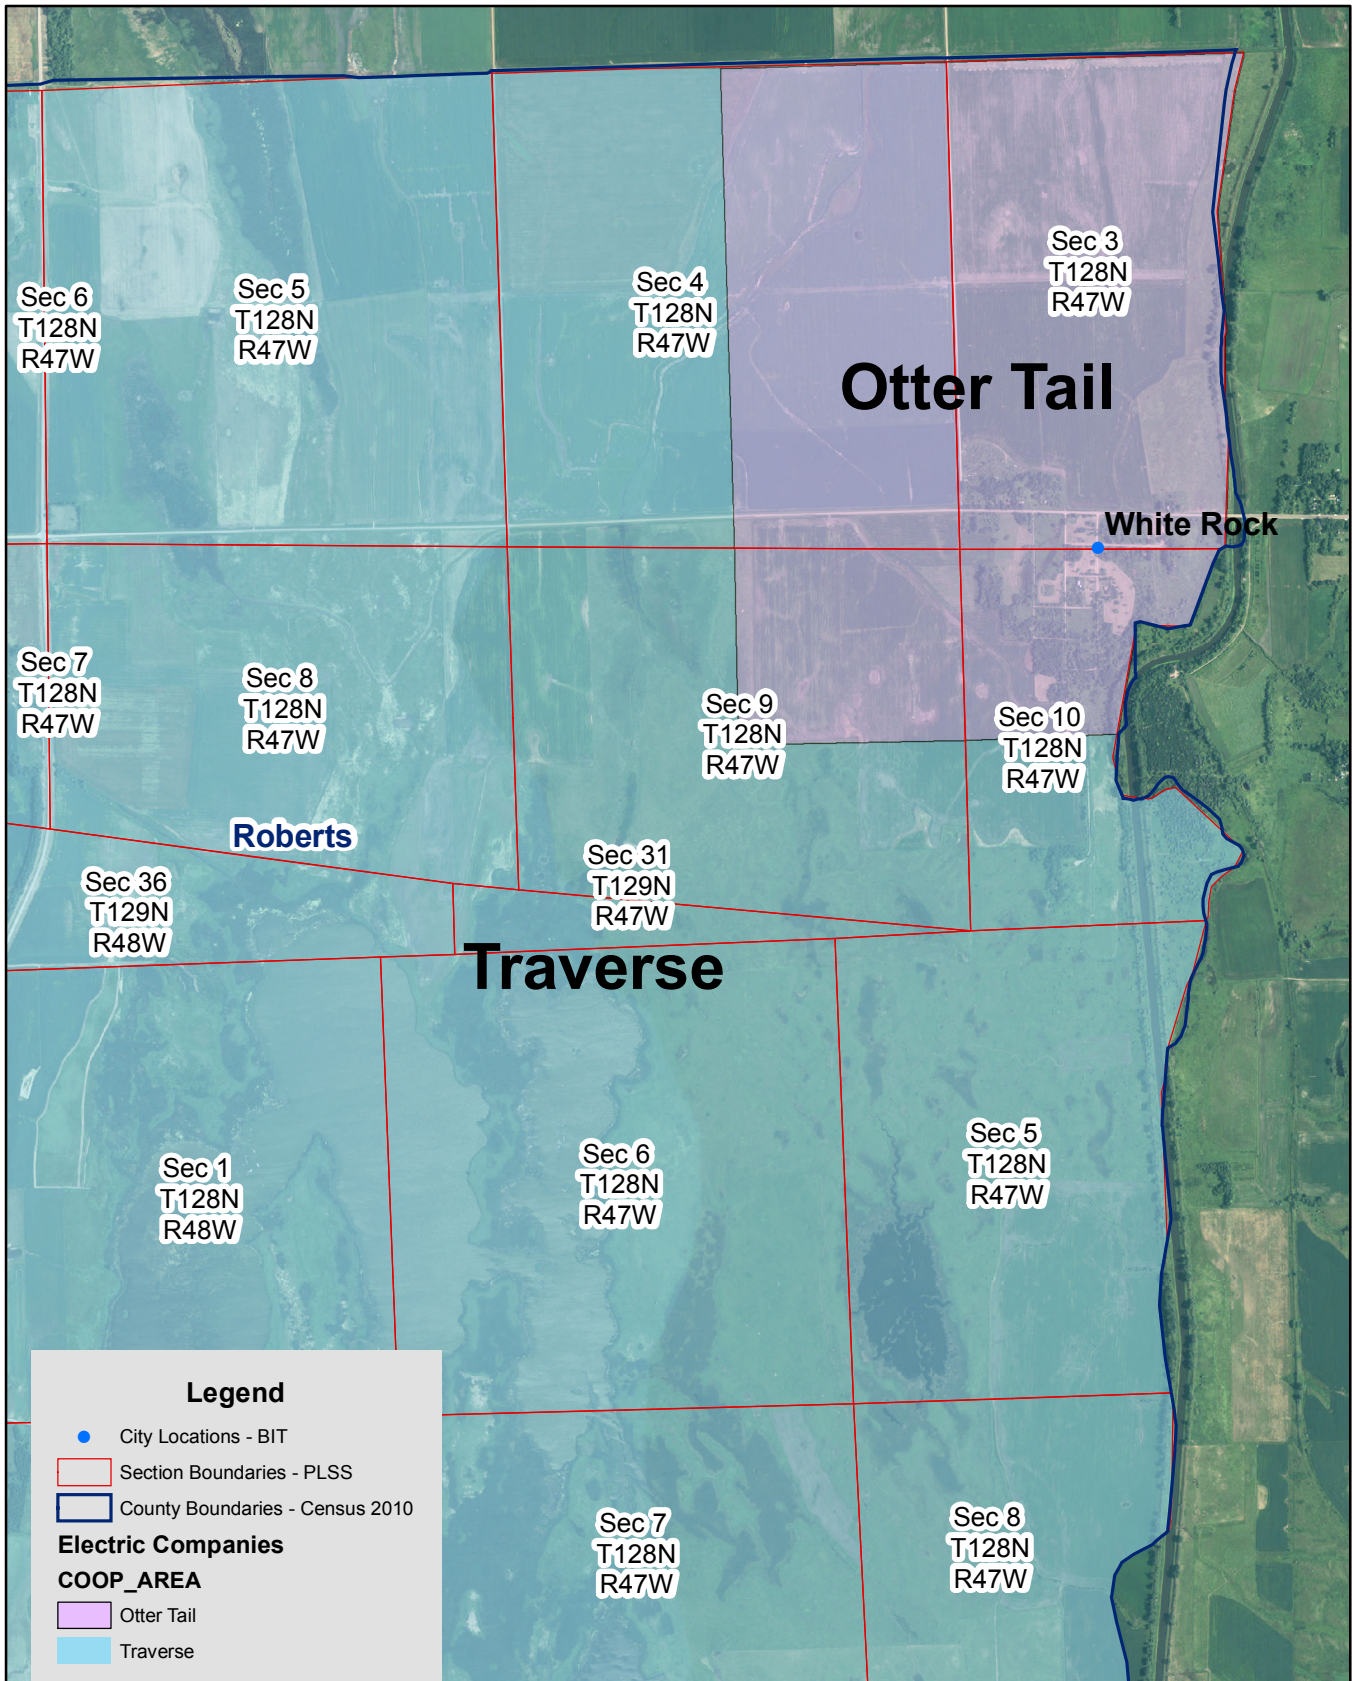 Sec 3
T128N
R47W
Sec 4
T128N
R47W
Sec 5
T128N
R47W
Sec 6
T128N
R47W
Otter Tail
White Rock
Sec 7
T128N
R47W
Sec 8
T128N
R47W
Sec 9
T128N
R47W
Sec 10
T128N
R47W
Roberts
Sec 31
T129N
R47W
Sec 36
T129N
R48W
Traverse
Sec 1
T128N
R48W
Sec 6
T128N
R47W
Sec 5
T128N
R47W
Sec 7
T128N
R47W
Sec 8
T128N
R47W
Legend
City Locations - BIT
Section Boundaries - PLSS
County Boundaries - Census 2010
Electric Companies
COOP_AREA
Otter Tail
Traverse